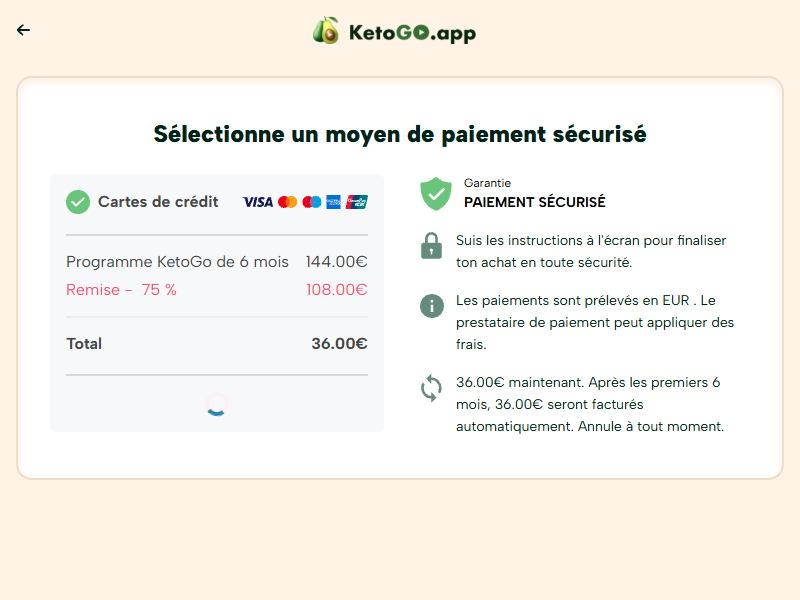 KetoGO.app
Sélectionne un moyen de paiement sécurisé
Cartes de crédit VISA
Programme KetoGo de 6 mois 144.00€
Remise - 75 % 108.00€
Total 36.00€
Garantie
PAIEMENT SÉCURISÉ
Suis les instructions à l'écran pour finaliser
ton achat en toute sécurité.
Les paiements sont prélevés en EUR . Le
prestataire de paiement peut appliquer des
frais.
36.00€ maintenant. Après les premiers 6
mois, 36.00€ seront facturés
automatiquement. Annule à tout moment.